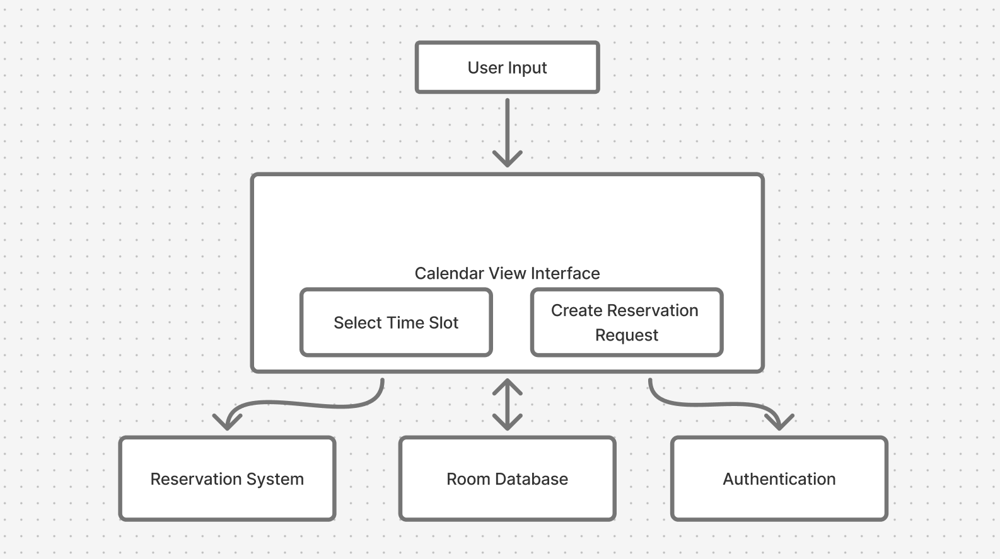 User Input
Calendar View Interface
Select Time Slot
Create Reservation
Request
Reservation System
Room Database
Authentication